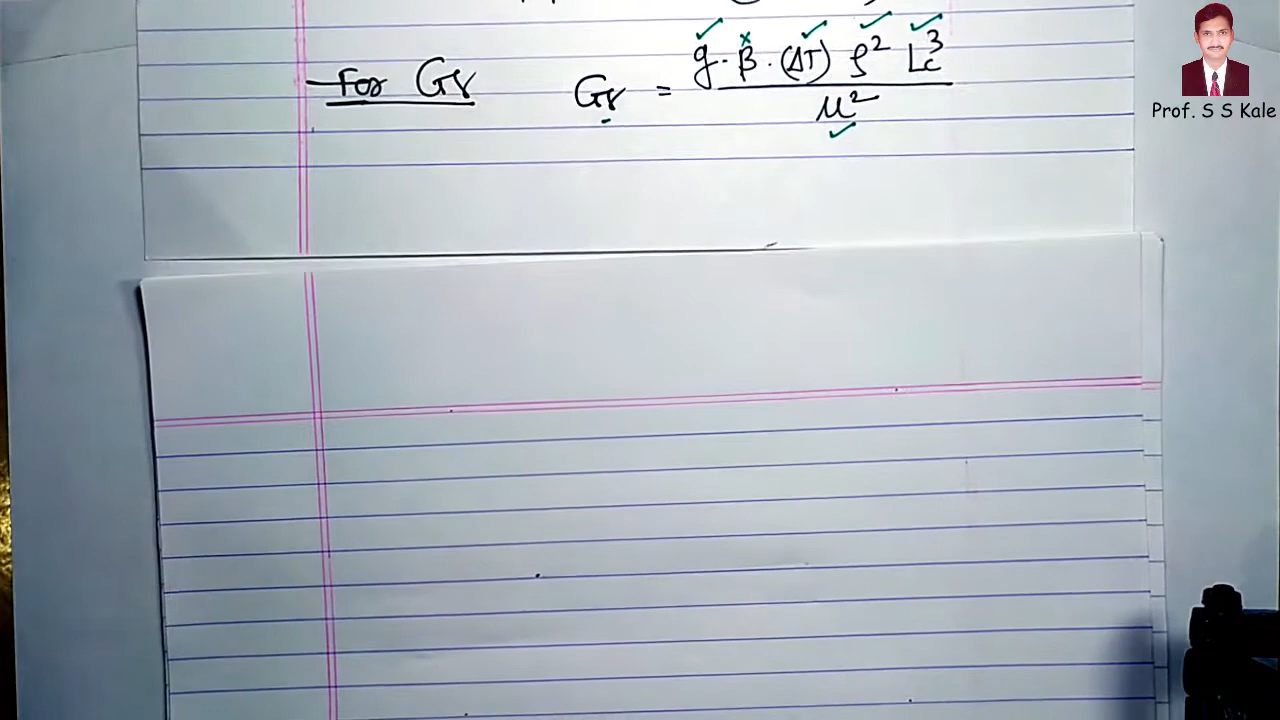 For Gr Gr = g · β · (ΔT) ρ² Lc³ / μ²
Prof. S S Kale